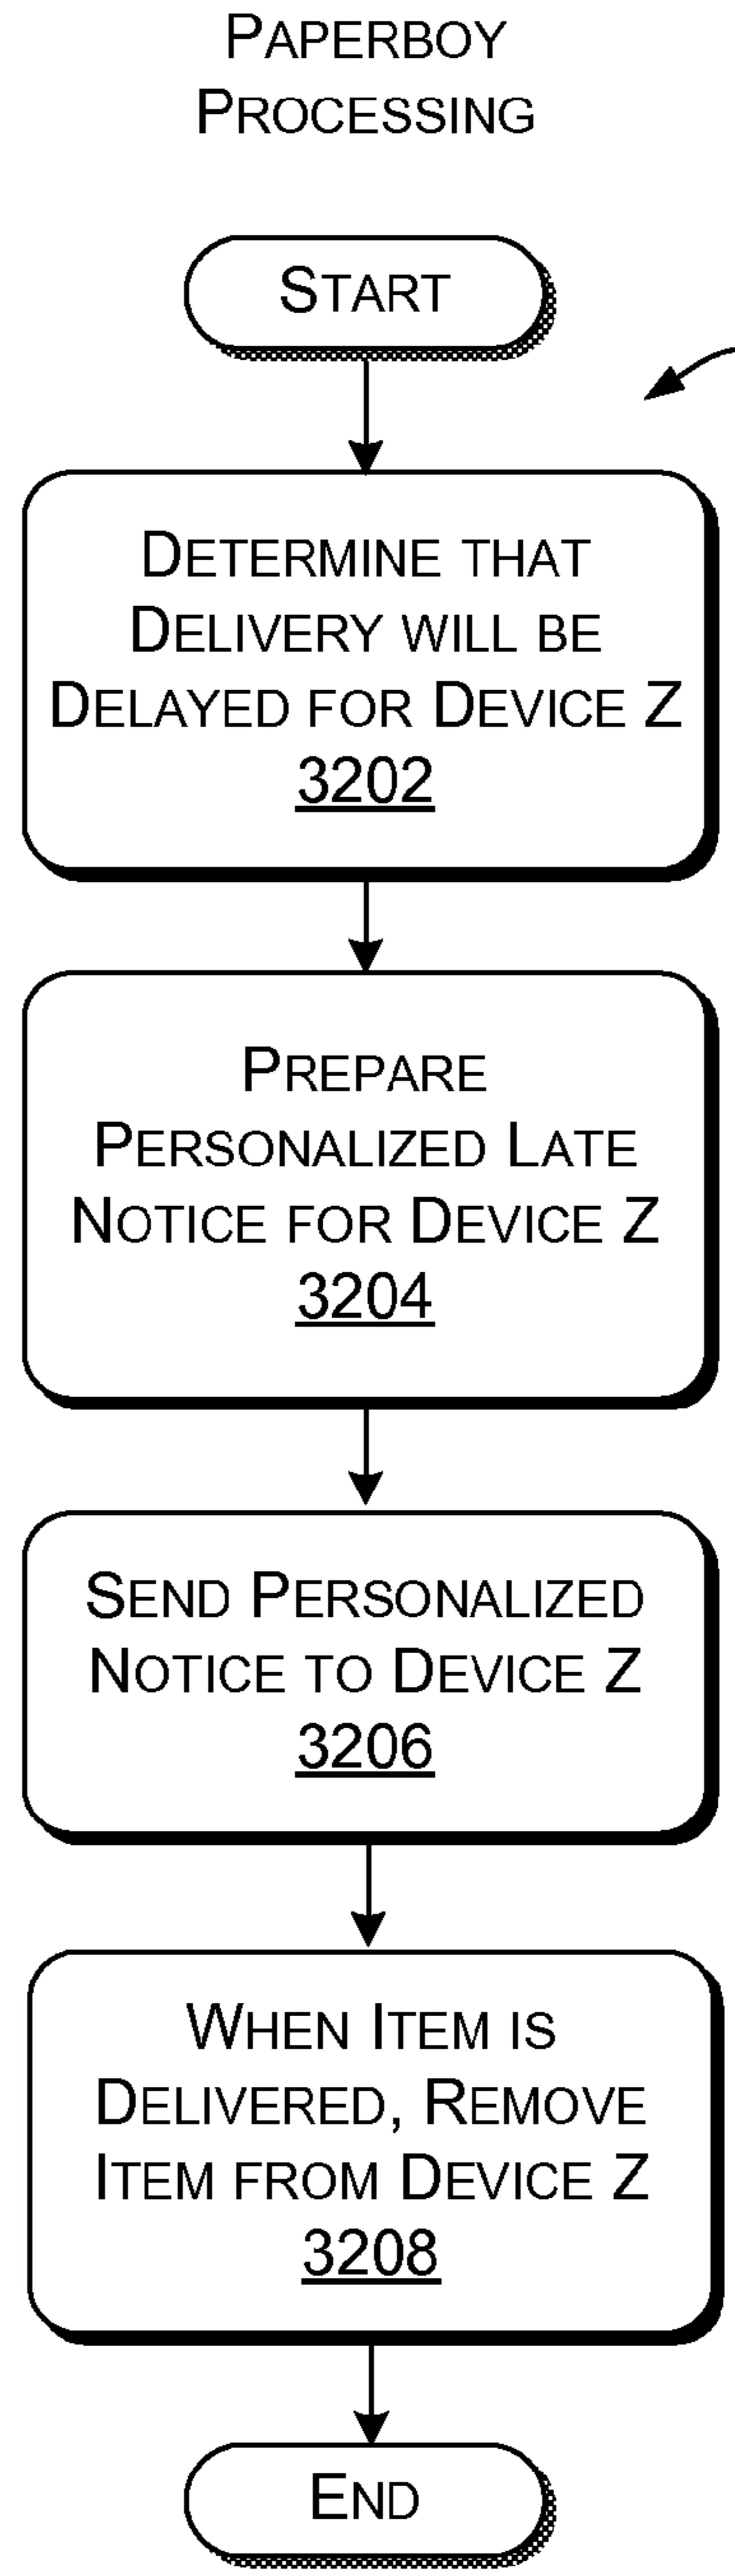 PAPERBOY
PROCESSING
START
DETERMINE THAT
DELIVERY WILL BE
DELAYED FOR DEVICE Z
3202
PREPARE
PERSONALIZED LATE
NOTICE FOR DEVICE Z
3204
SEND PERSONALIZED
NOTICE TO DEVICE Z
3206
WHEN ITEM IS
DELIVERED, REMOVE
ITEM FROM DEVICE Z
3208
END